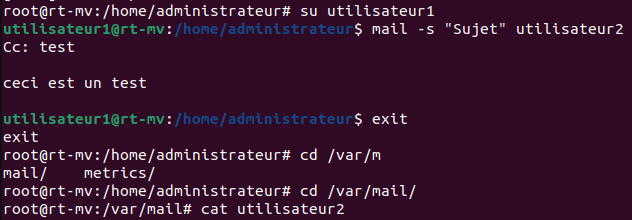 root@rt-mv:/home/administrateur# su utilisateur1
utilisateur1@rt-mv:/home/administrateur$ mail -s "Sujet" utilisateur2
Cc: test
ceci est un test
utilisateur1@rt-mv:/home/administrateur$ exit
exit
root@rt-mv:/home/administrateur# cd /var/m
mail/    metrics/
root@rt-mv:/home/administrateur# cd /var/mail/
root@rt-mv:/var/mail# cat utilisateur2